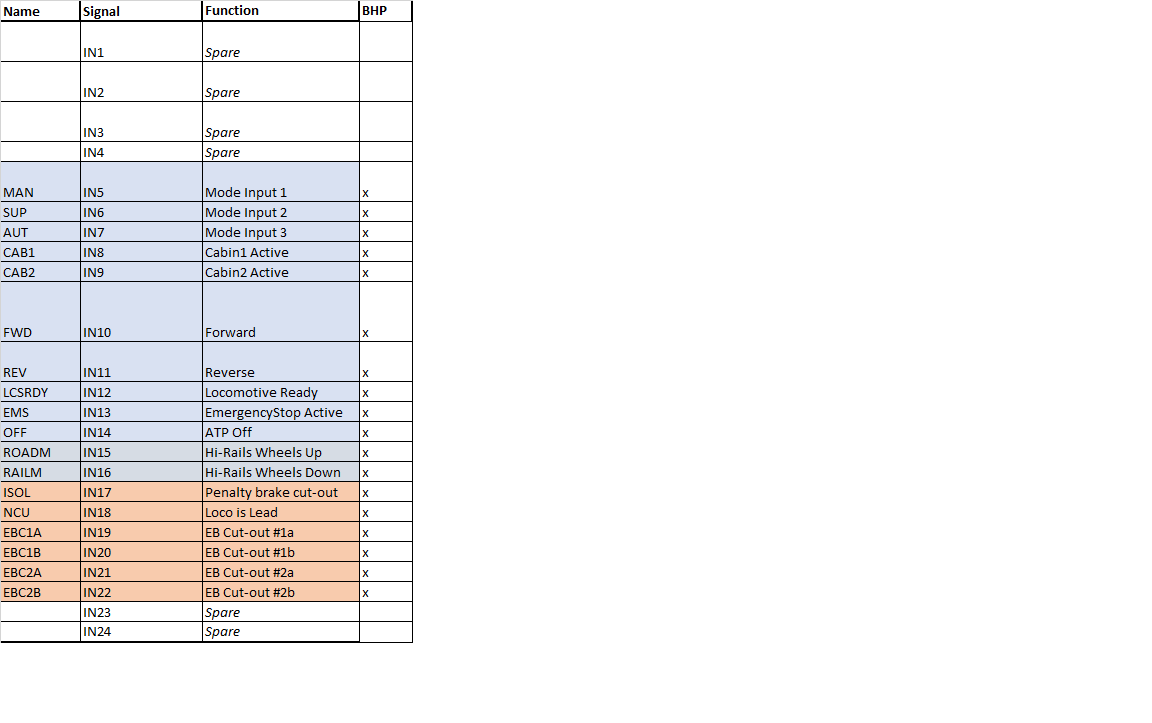 Name Signal Function BHP
IN1 Spare
IN2 Spare
IN3 Spare
IN4 Spare
MAN IN5 Mode Input 1 x
SUP IN6 Mode Input 2 x
AUT IN7 Mode Input 3 x
CAB1 IN8 Cabin1 Active x
CAB2 IN9 Cabin2 Active x
FWD IN10 Forward x
REV IN11 Reverse x
LCSRDY IN12 Locomotive Ready x
EMS IN13 EmergencyStop Active x
OFF IN14 ATP Off x
ROADM IN15 Hi-Rails Wheels Up x
RAILM IN16 Hi-Rails Wheels Down x
ISOL IN17 Penalty brake cut-out x
NCU IN18 Loco is Lead x
EBC1A IN19 EB Cut-out #1a x
EBC1B IN20 EB Cut-out #1b x
EBC2A IN21 EB Cut-out #2a x
EBC2B IN22 EB Cut-out #2b x
IN23 Spare
IN24 Spare